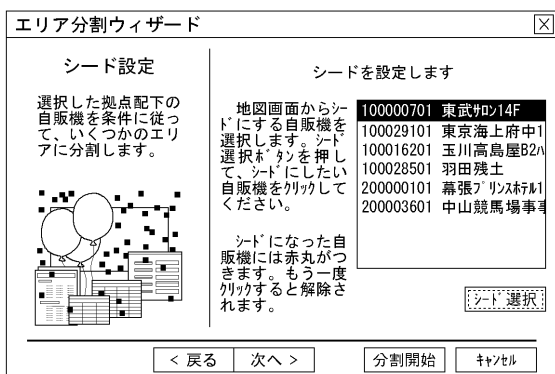 エリア分割ウィザード
シード設定
選択した拠点配下の
自販機を条件に従っ
て、いくつかのエリ
アに分割します。
シードを設定します
地図画面からシー
ドにする自販機を
選択します。シード
選択ボタンを押し
て、シードにしたい
自販機をクリックして
ください。
シードになった自
販機には赤丸がつ
きます。もう一度
クリックすると解除さ
れます。
100000701 東武サロン14F
100029101 東京海上府中1
100016201 玉川高島屋B2ハ
100028501 羽田残土
200000101 幕張プリンスホテル1
200003601 中山競馬場事
シード選択
< 戻る
次へ >
分割開始
キャンセル